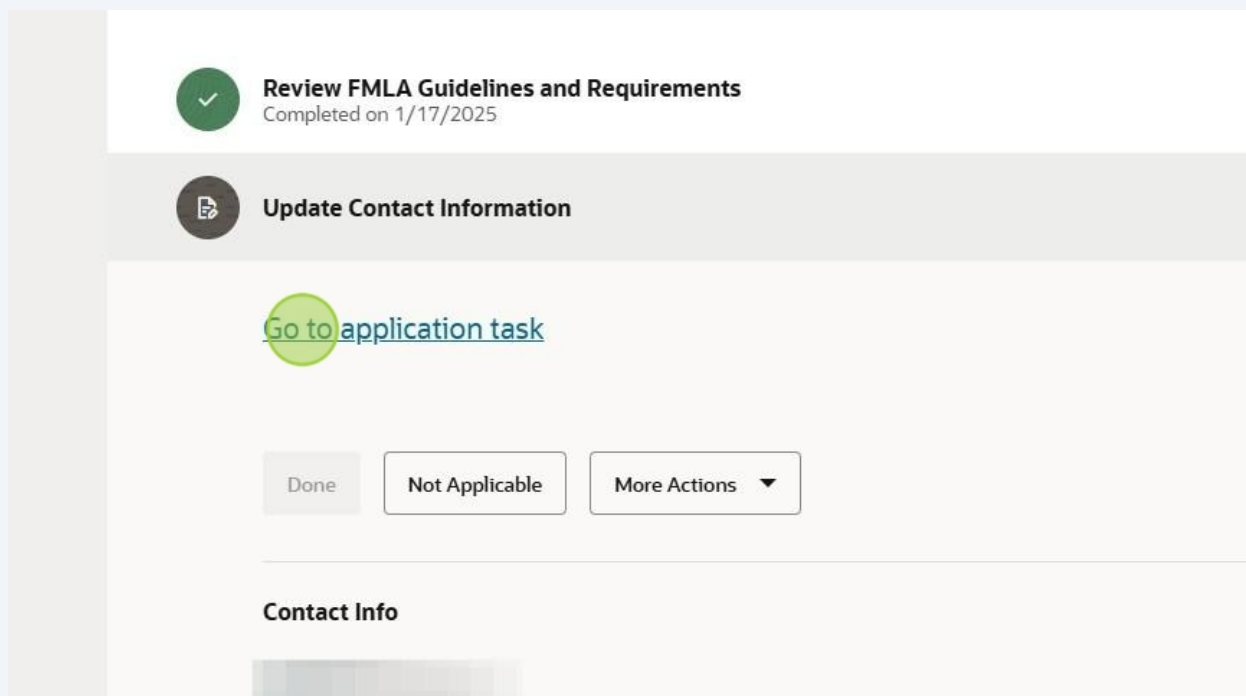 Review FMLA Guidelines and Requirements
Completed on 1/17/2025
Update Contact Information
Go to application task
Done
Not Applicable
More Actions
Contact Info